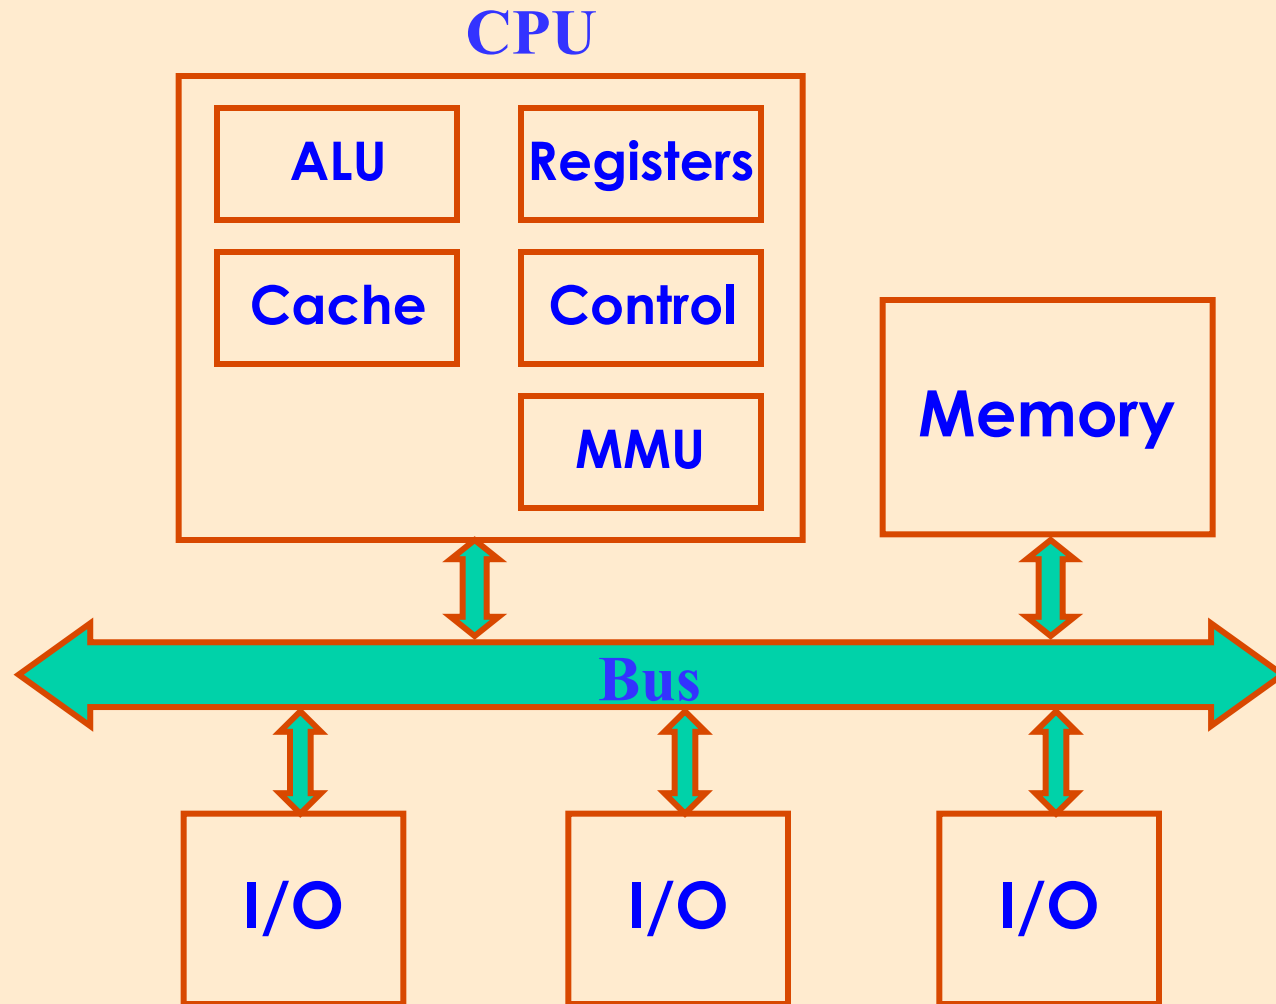 CPU
ALU
Registers
Cache
Control
MMU
Memory
Bus
I/O
I/O
I/O